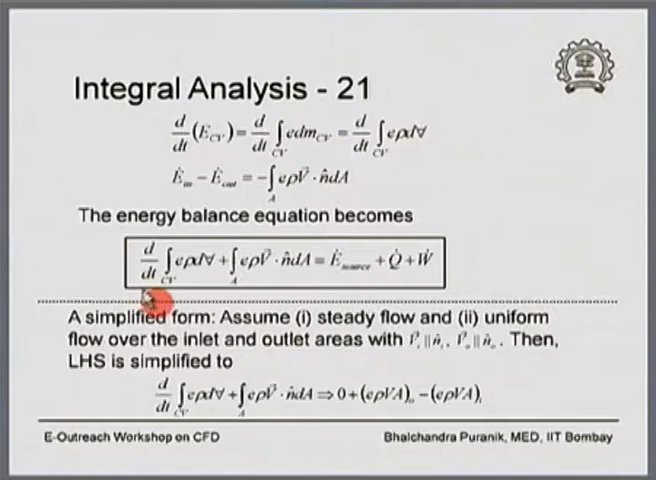 Integral Analysis - 21
d/dt (E_CV) = d/dt ∫_CV e dm_CV = d/dt ∫_CV eρd∀
Ė_in − Ė_out = −∫_A eρV⃗ · n̂dA
The energy balance equation becomes
d/dt ∫_CV eρd∀ + ∫_A eρV⃗ · n̂dA = Ė_source + Q̇ + Ẇ
A simplified form: Assume (i) steady flow and (ii) uniform
flow over the inlet and outlet areas with V⃗_i || n̂_i, V⃗_o || n̂_o. Then,
LHS is simplified to
d/dt ∫_CV eρd∀ + ∫_A eρV⃗ · n̂dA ⇒ 0 + (eρVA)_o − (eρVA)_i
E-Outreach Workshop on CFD
Bhalchandra Puranik, MED, IIT Bombay